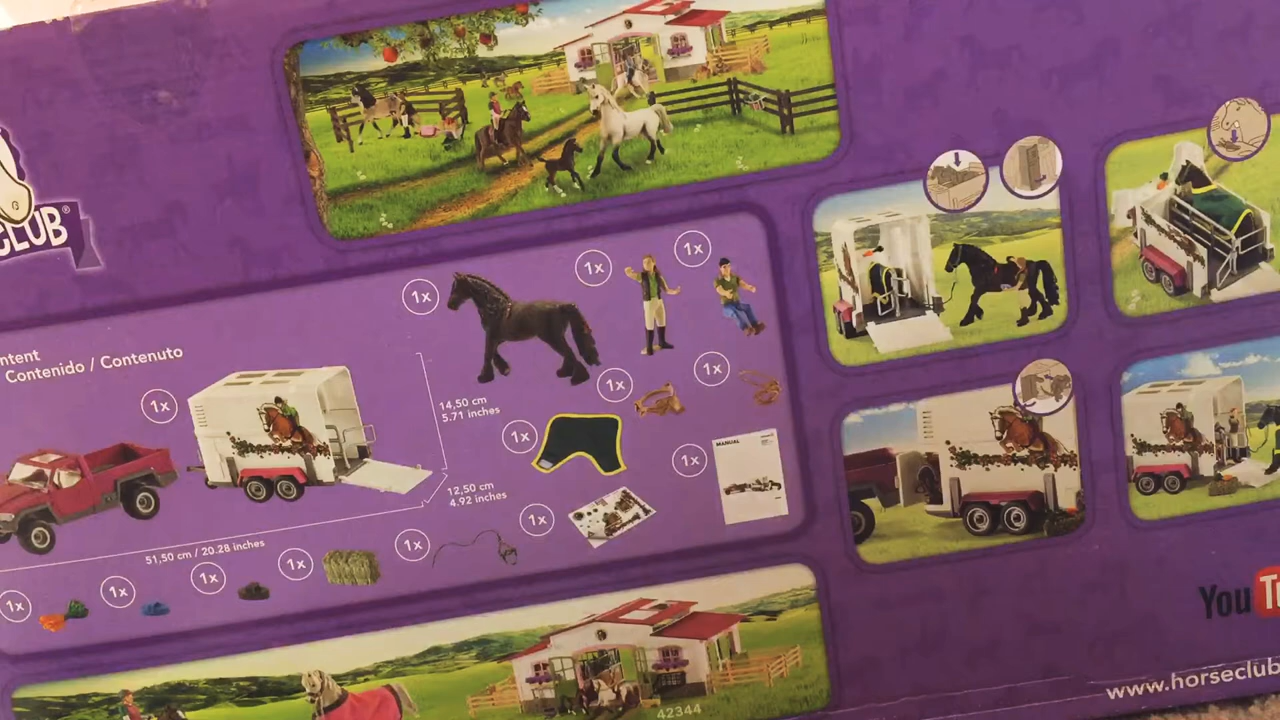 CLUB®
ntent
Contenido / Contenuto
1x
1x
1x
1x
14,50 cm
5.71 inches
1x
1x
1x
1x
MANUAL
12,50 cm
4.92 inches
1x
51,50 cm / 20.28 inches
1x
1x
1x
1x
1x
42344
You T
www.horseclub